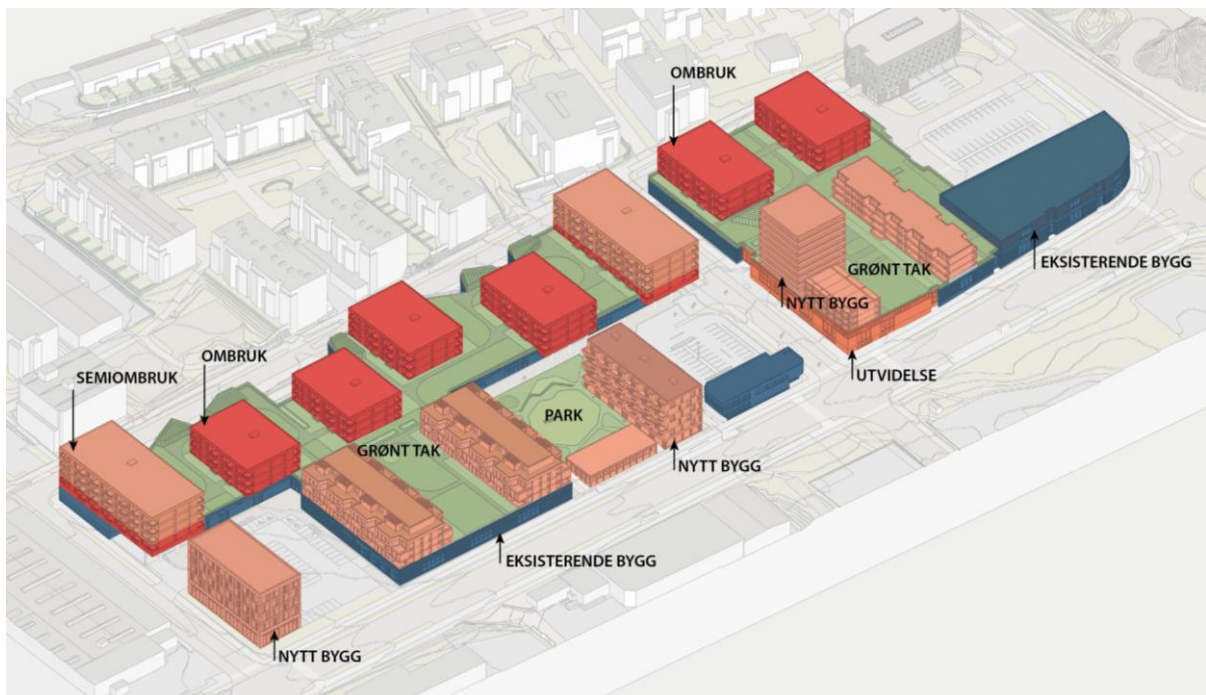 OMBRUK
EKSISTERENDE BYGG
GRØNT TAK
NYTT BYGG
OMBRUK
SEMIOMBRUK
UTVIDELSE
PARK
GRØNT TAK
NYTT BYGG
EKSISTERENDE BYGG
NYTT BYGG